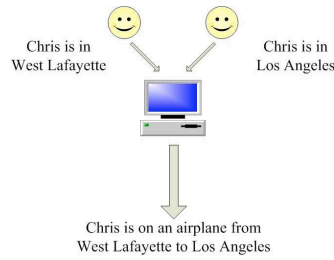 Chris is in
West Lafayette
Chris is in
Los Angeles
Chris is on an airplane from
West Lafayette to Los Angeles